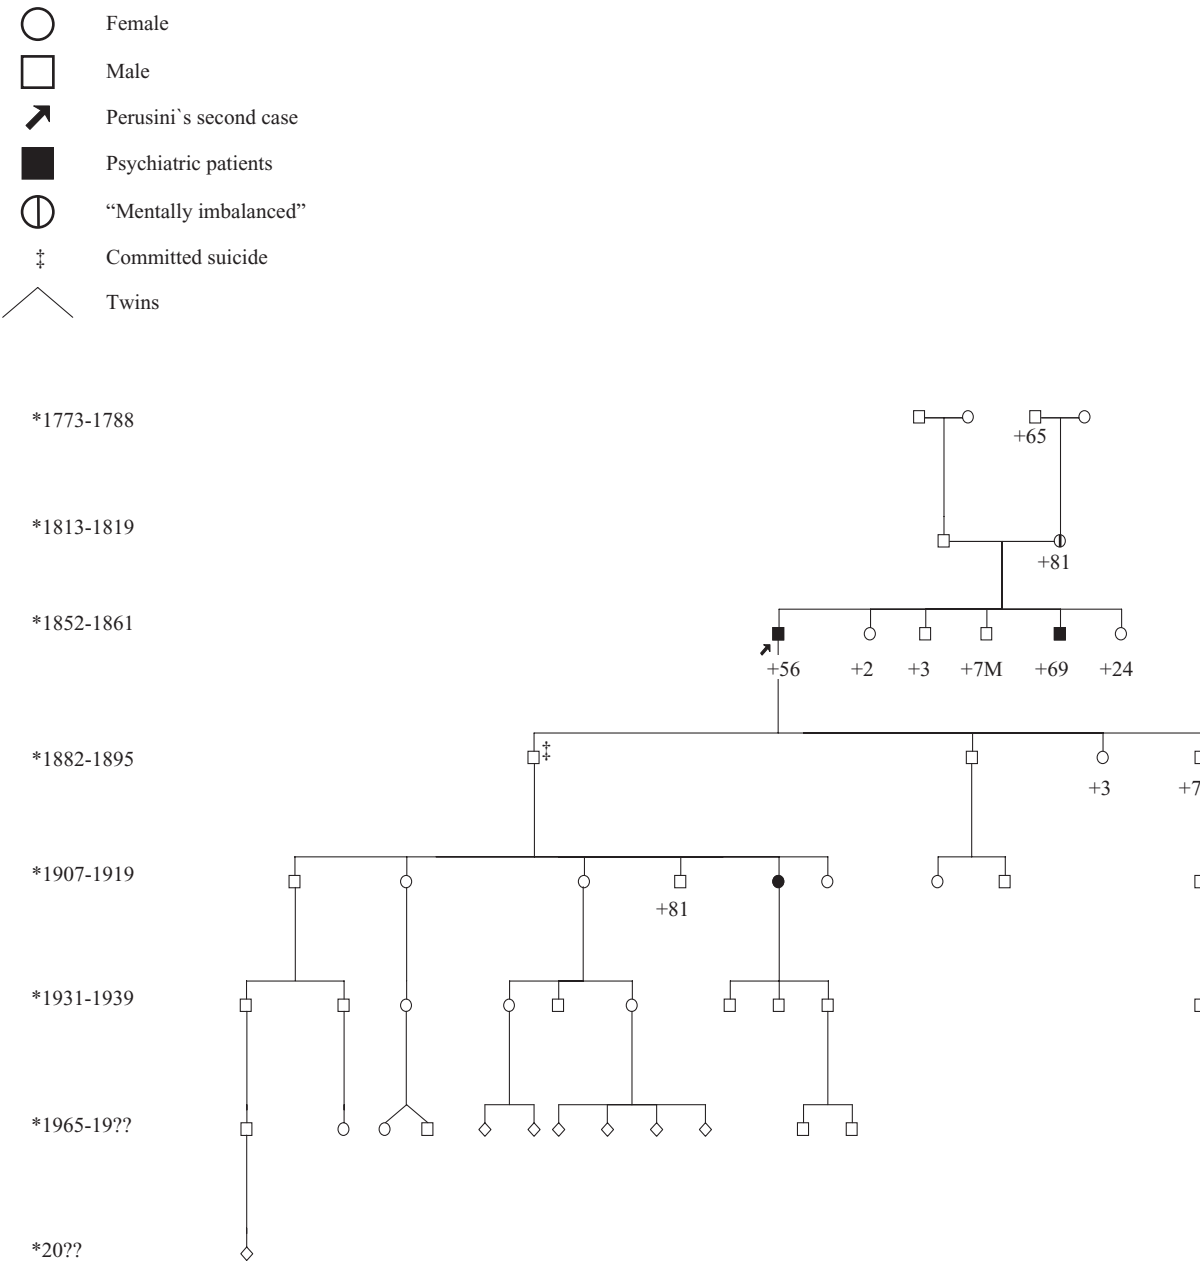 Female
Male
Perusini`s second case
Psychiatric patients
“Mentally imbalanced”
‡ Committed suicide
Twins
*1773-1788
+65
*1813-1819
+81
*1852-1861
+56 +2 +3 +7M +69 +24
‡
*1882-1895
+3 +7
*1907-1919
+81
*1931-1939
*1965-19??
*20??